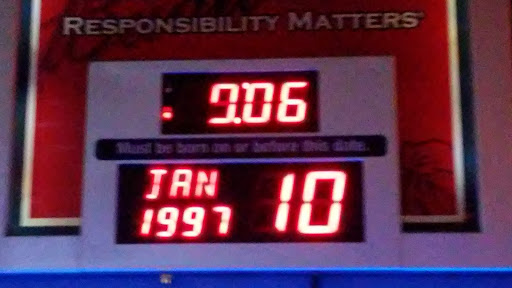 RESPONSIBILITY MATTERS®
9:06
Must be born on or before this date.
JAN
1997 10